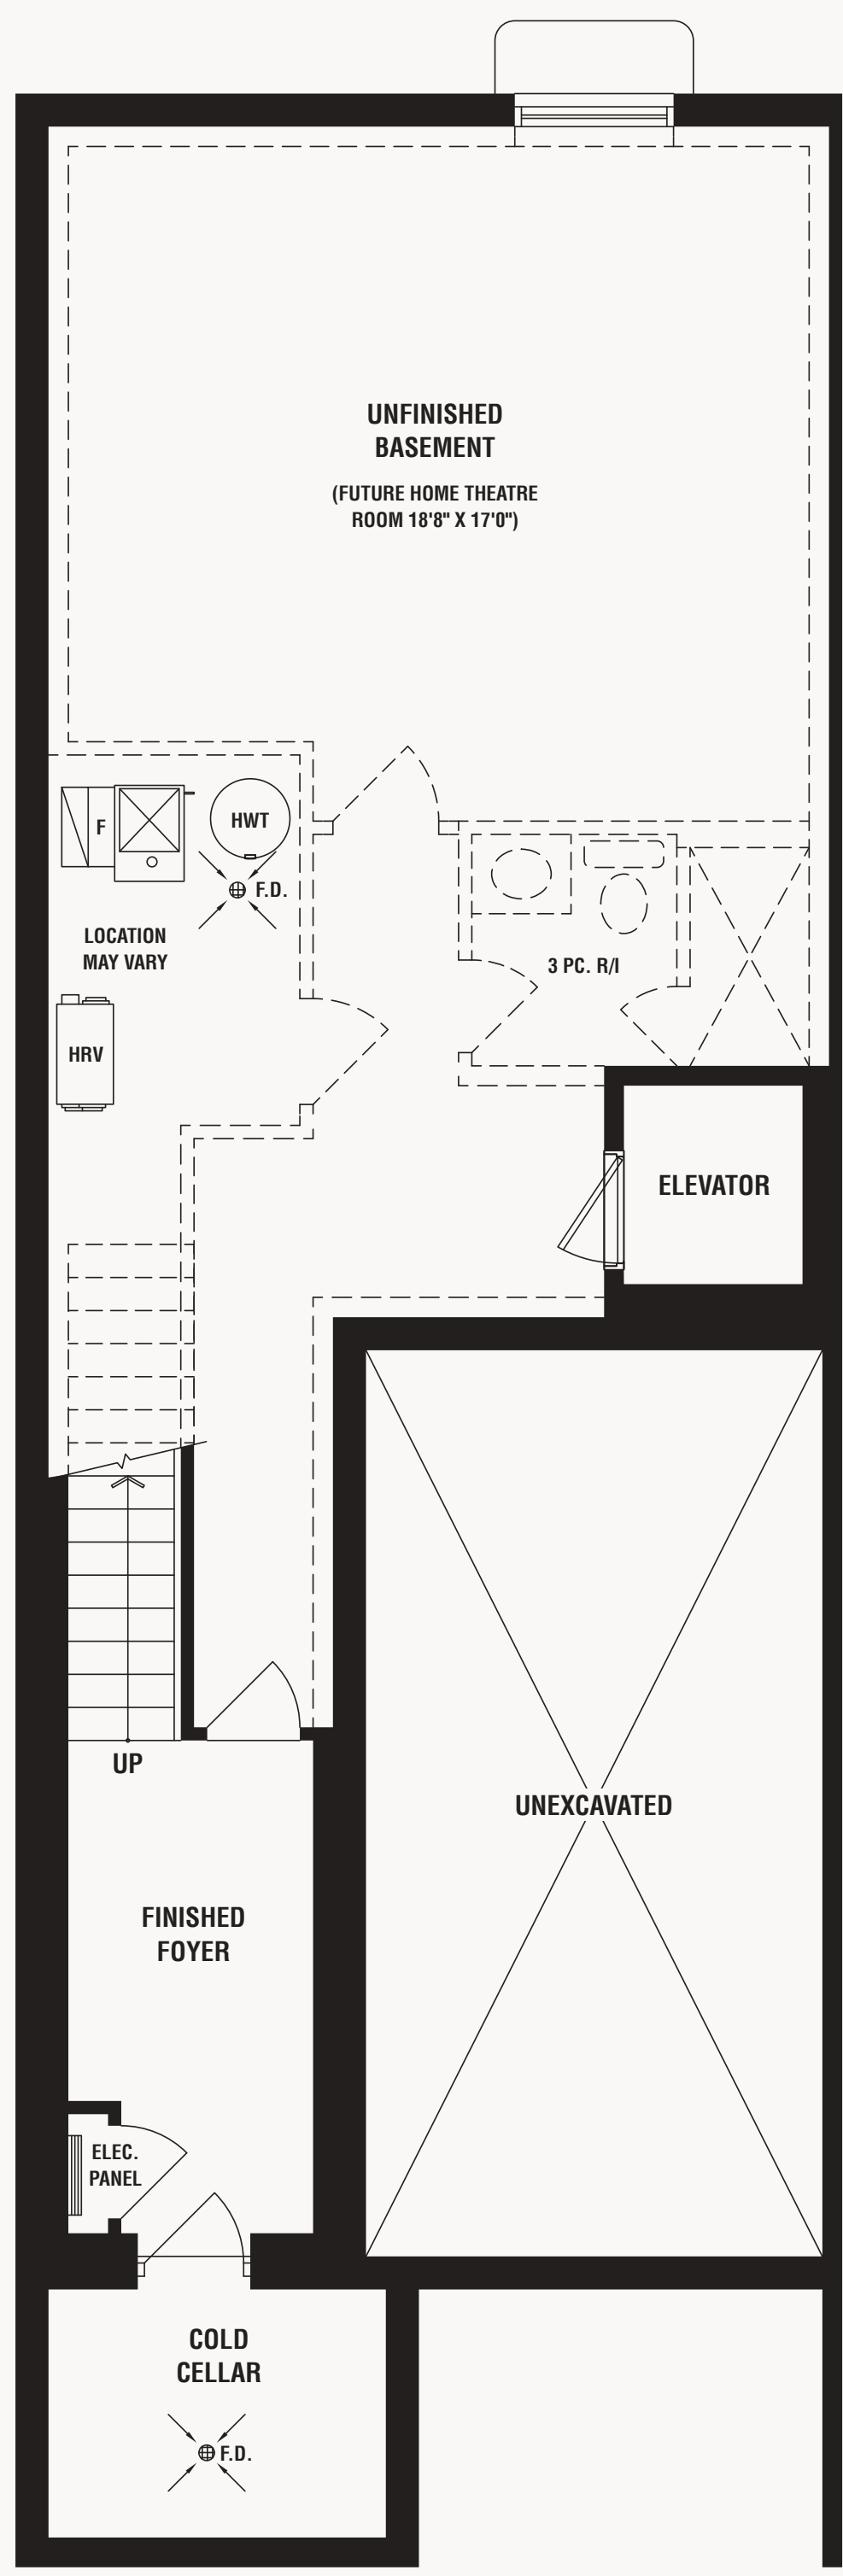 UNFINISHED
BASEMENT
(FUTURE HOME THEATRE
ROOM 18'8" X 17'0")
F
HWT
F.D.
LOCATION
MAY VARY
3 PC. R/I
HRV
ELEVATOR
UP
UNEXCAVATED
FINISHED
FOYER
ELEC.
PANEL
COLD
CELLAR
F.D.